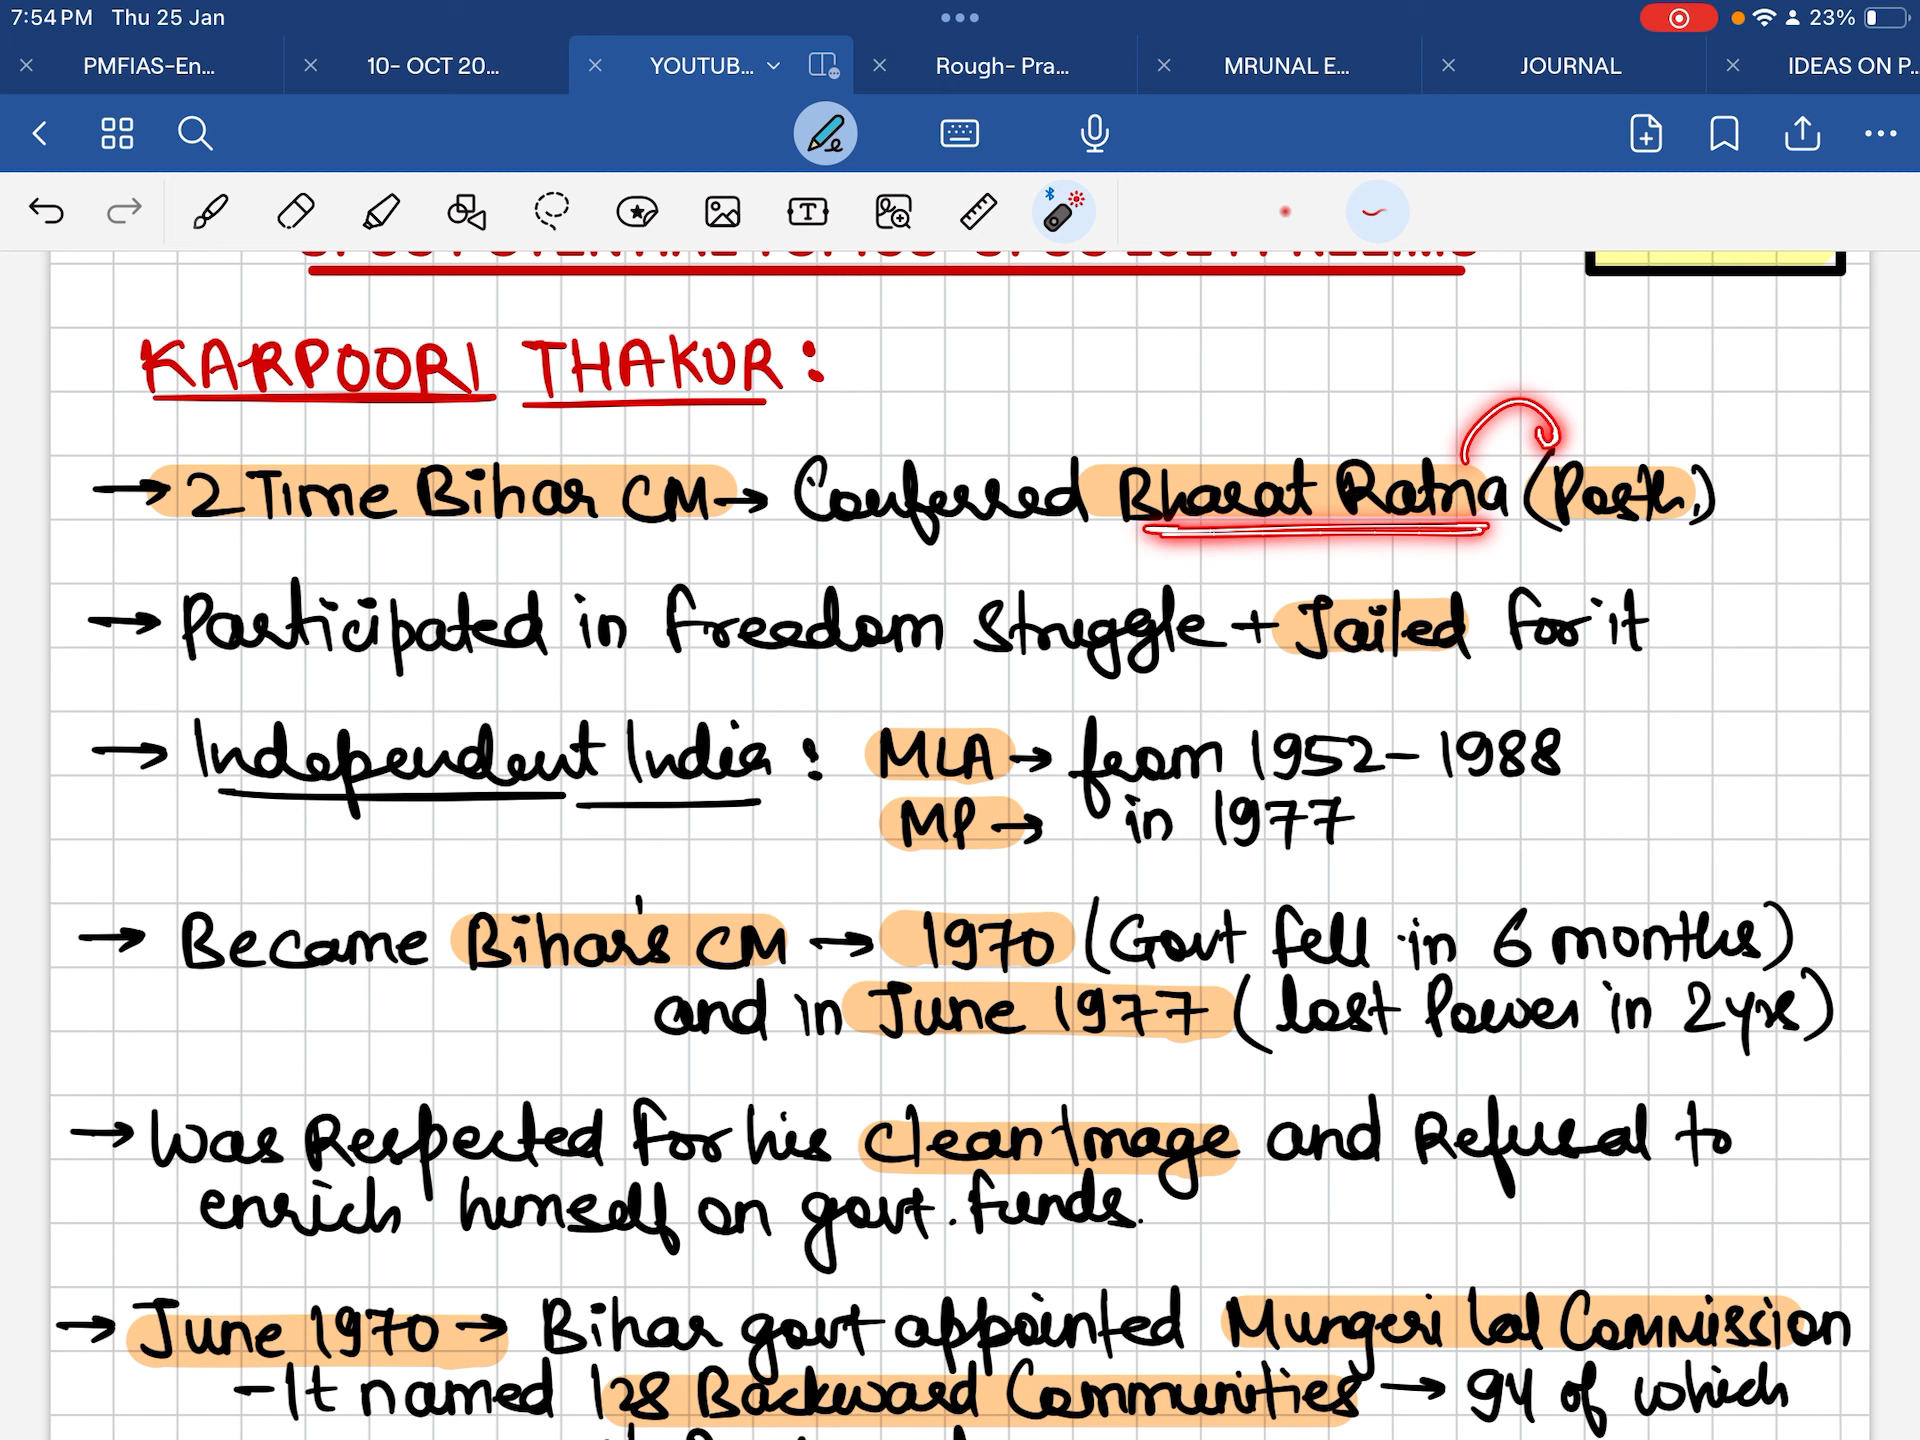 7:54 PM Thu 25 Jan
23%
PMFIAS-En...
10- OCT 20...
YOUTUB...
Rough- Pra...
MRUNAL E...
JOURNAL
IDEAS ON P...
KARPOORI THAKUR:
→ 2 Time Bihar CM → Conferred Bharat Ratna (Posth.)
→ Participated in freedom struggle + Jailed for it
→ Independent India : MLA → from 1952-1988
MP → in 1977
→ Became Bihar's CM → 1970 (Govt fell in 6 months)
and in June 1977 (lost Power in 2 yrs)
→ Was Respected for his clean Image and Refusal to
enrich himself on govt. funds.
→ June 1970 → Bihar govt appointed Mungeri Lal Commission
- It named 128 Backward Communities → 94 of which